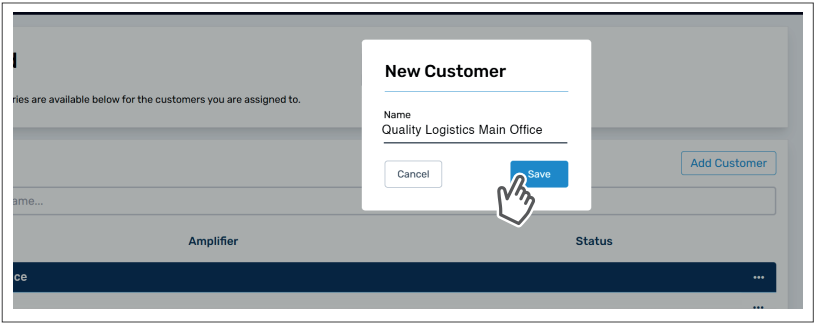 New Customer
ries are available below for the customers you are assigned to.
Name
Quality Logistics Main Office
Cancel
Save
Add Customer
ame...
Amplifier
Status
ce
...
...